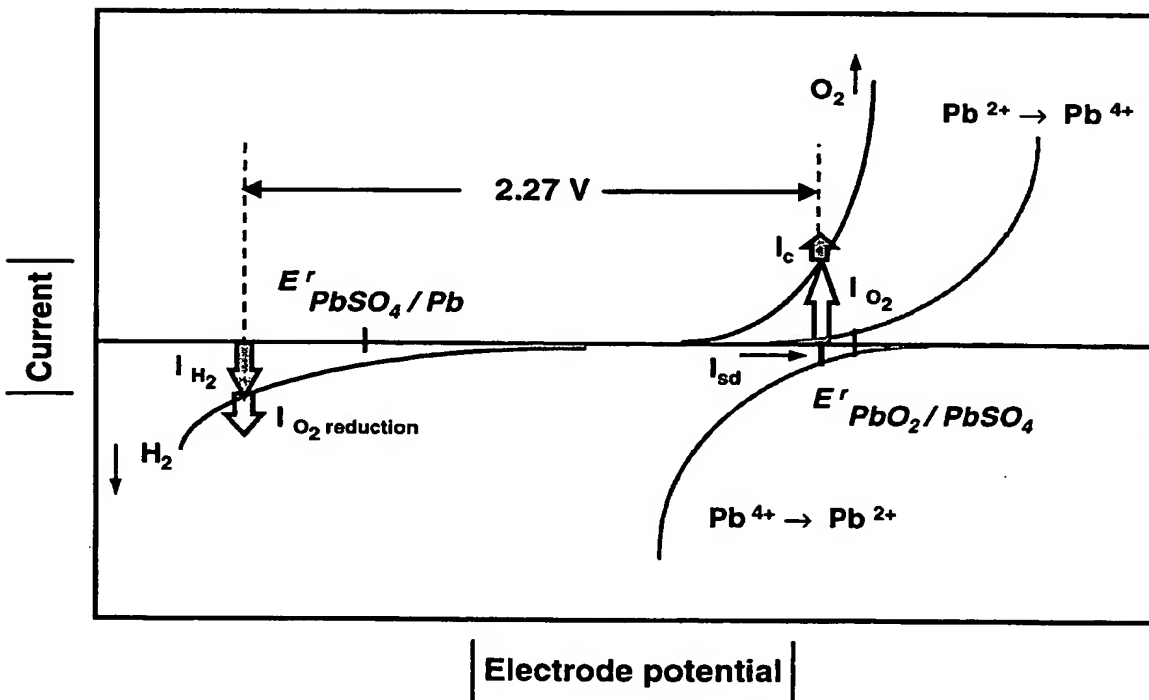 O₂
Pb ²⁺ → Pb ⁴⁺
2.27 V
I c
E r PbSO₄ / Pb
I O₂
Current
I H₂
I sd
I O₂ reduction
E r PbO₂ / PbSO₄
H₂
Pb ⁴⁺ → Pb ²⁺
Electrode potential